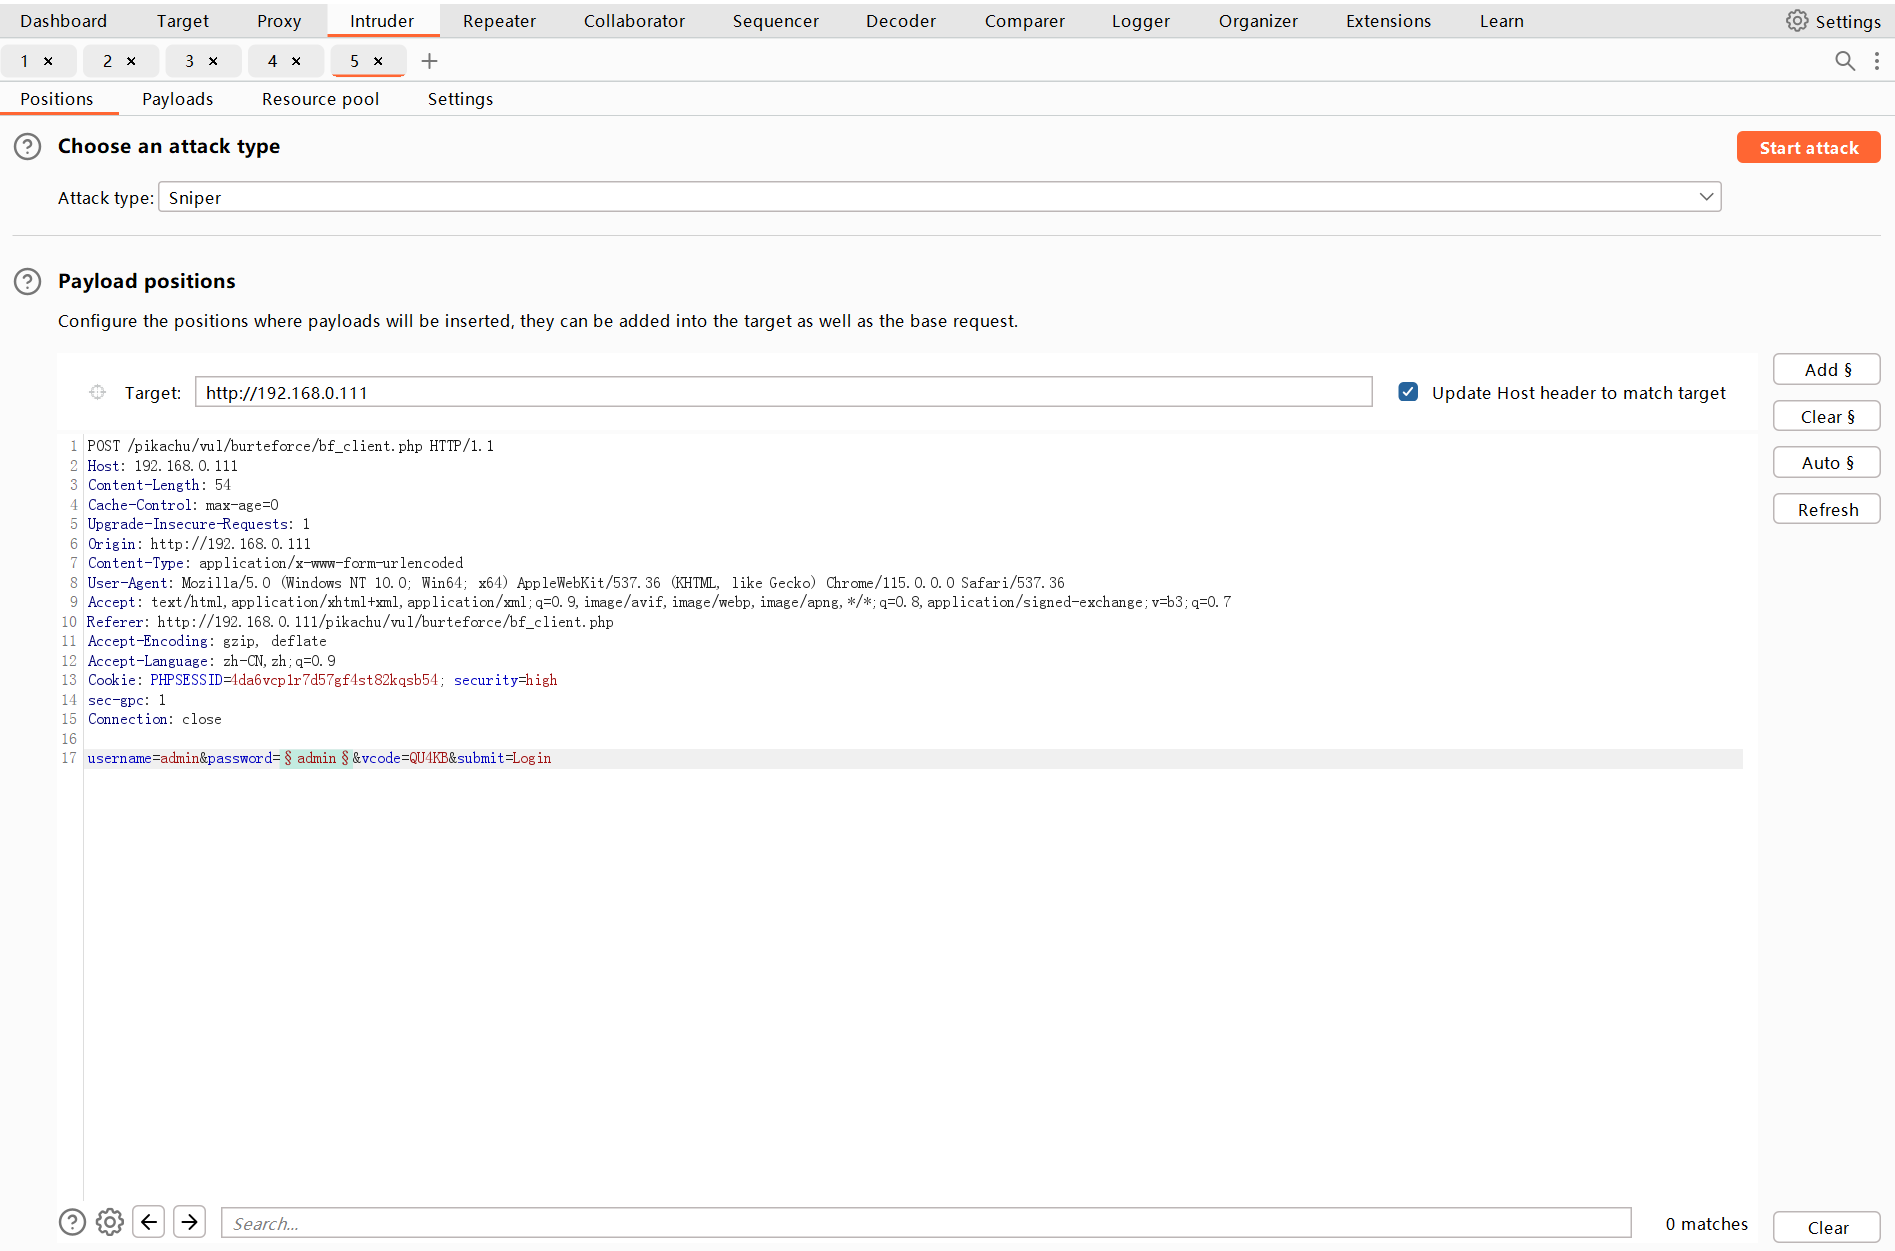 Dashboard Target Proxy Intruder Repeater Collaborator Sequencer Decoder Comparer Logger Organizer Extensions Learn Settings
1 × 2 × 3 × 4 × 5 × +
Positions Payloads Resource pool Settings
? Choose an attack type Start attack
Attack type: Sniper
? Payload positions
Configure the positions where payloads will be inserted, they can be added into the target as well as the base request.
Target: http://192.168.0.111 Update Host header to match target
Add §
Clear §
Auto §
Refresh
1 POST /pikachu/vul/burteforce/bf_client.php HTTP/1.1
2 Host: 192.168.0.111
3 Content-Length: 54
4 Cache-Control: max-age=0
5 Upgrade-Insecure-Requests: 1
6 Origin: http://192.168.0.111
7 Content-Type: application/x-www-form-urlencoded
8 User-Agent: Mozilla/5.0 (Windows NT 10.0; Win64; x64) AppleWebKit/537.36 (KHTML, like Gecko) Chrome/115.0.0.0 Safari/537.36
9 Accept: text/html,application/xhtml+xml,application/xml;q=0.9,image/avif,image/webp,image/apng,*/*;q=0.8,application/signed-exchange;v=b3;q=0.7
10 Referer: http://192.168.0.111/pikachu/vul/burteforce/bf_client.php
11 Accept-Encoding: gzip, deflate
12 Accept-Language: zh-CN,zh;q=0.9
13 Cookie: PHPSESSID=4da6vcp1r7d57gf4st82kqsb54; security=high
14 sec-gpc: 1
15 Connection: close
16
17 username=admin&password=§admin§&vcode=QU4KB&submit=Login
? Search... 0 matches Clear